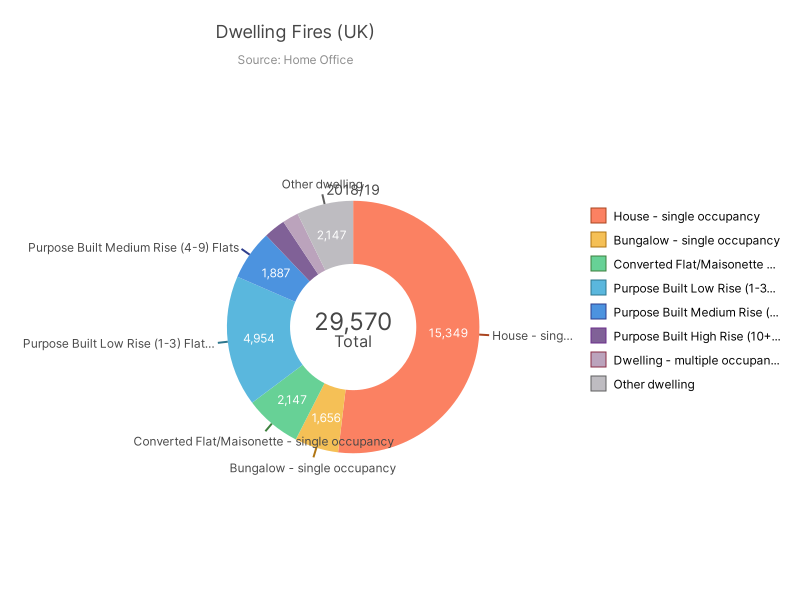 Dwelling Fires (UK)
Source: Home Office
Other dwelling
2018/19
2,147
Purpose Built Medium Rise (4-9) Flats
1,887
29,570
Total
15,349
House - sing...
4,954
Purpose Built Low Rise (1-3) Flat...
2,147
1,656
Converted Flat/Maisonette - single occupancy
Bungalow - single occupancy
House - single occupancy
Bungalow - single occupancy
Converted Flat/Maisonette ...
Purpose Built Low Rise (1-3...
Purpose Built Medium Rise (...
Purpose Built High Rise (10+...
Dwelling - multiple occupan...
Other dwelling